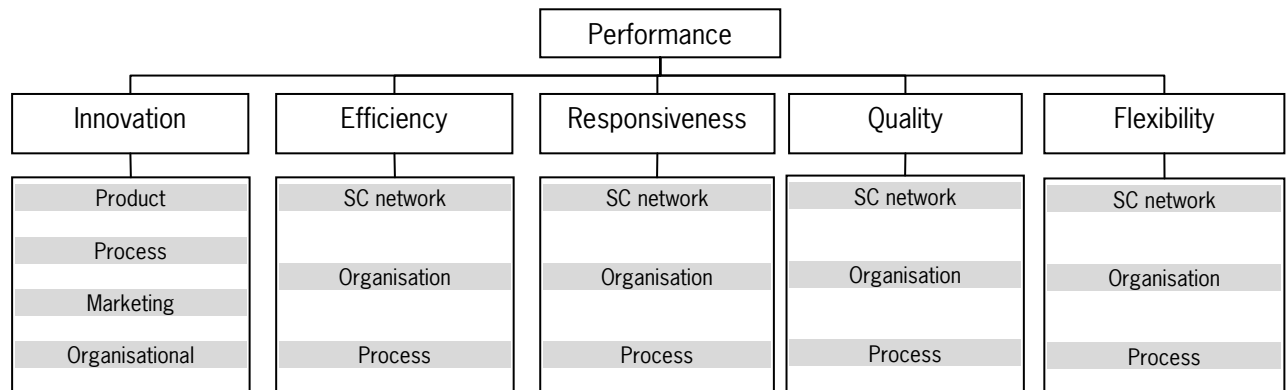 Performance
Innovation
Efficiency
Responsiveness
Quality
Flexibility
Product
Process
Marketing
Organisational
SC network
Organisation
Process
SC network
Organisation
Process
SC network
Organisation
Process
SC network
Organisation
Process